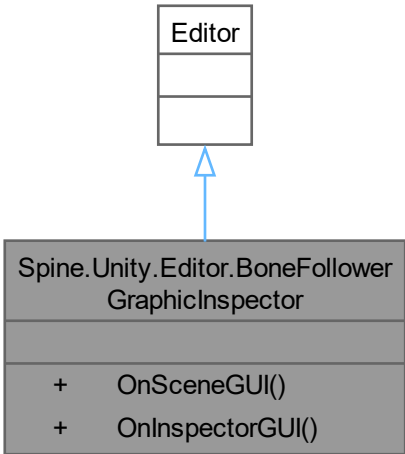 Editor
Spine.Unity.Editor.BoneFollower
GraphicInspector
+ OnSceneGUI()
+ OnInspectorGUI()